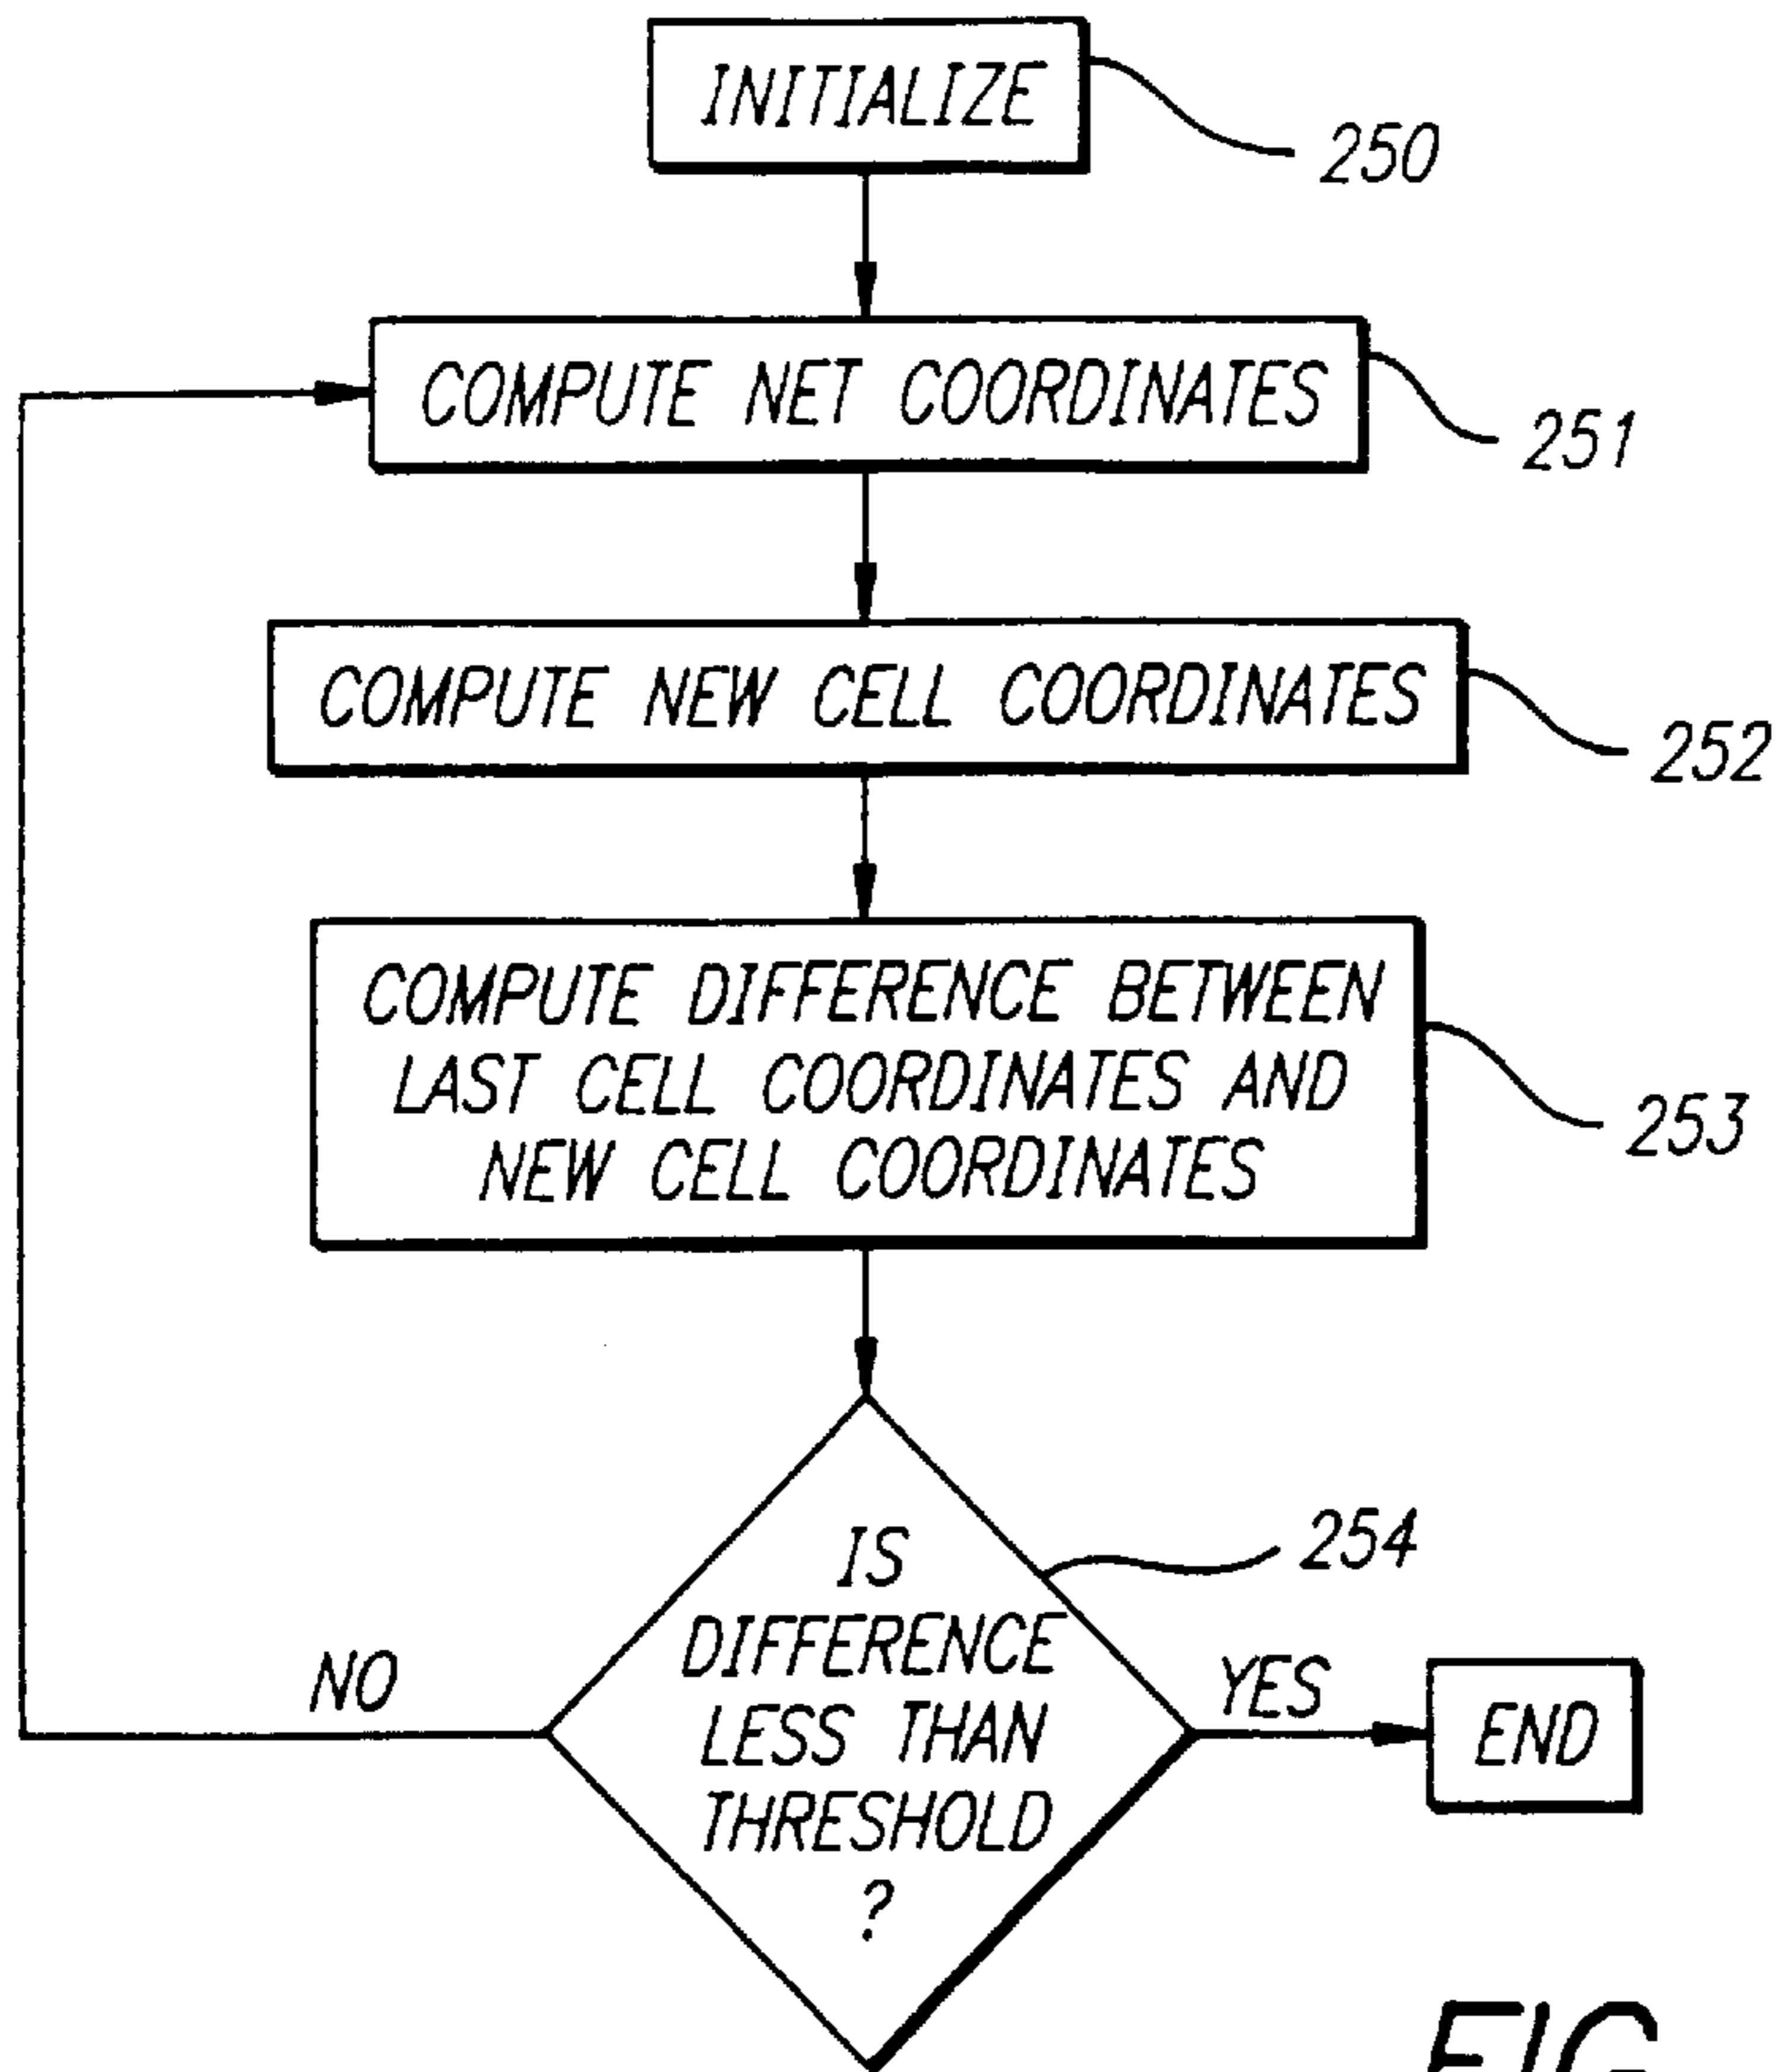 INITIALIZE
250
COMPUTE NET COORDINATES
251
COMPUTE NEW CELL COORDINATES
252
COMPUTE DIFFERENCE BETWEEN
LAST CELL COORDINATES AND
NEW CELL COORDINATES
253
IS
DIFFERENCE
LESS THAN
THRESHOLD
?
254
NO
YES
END